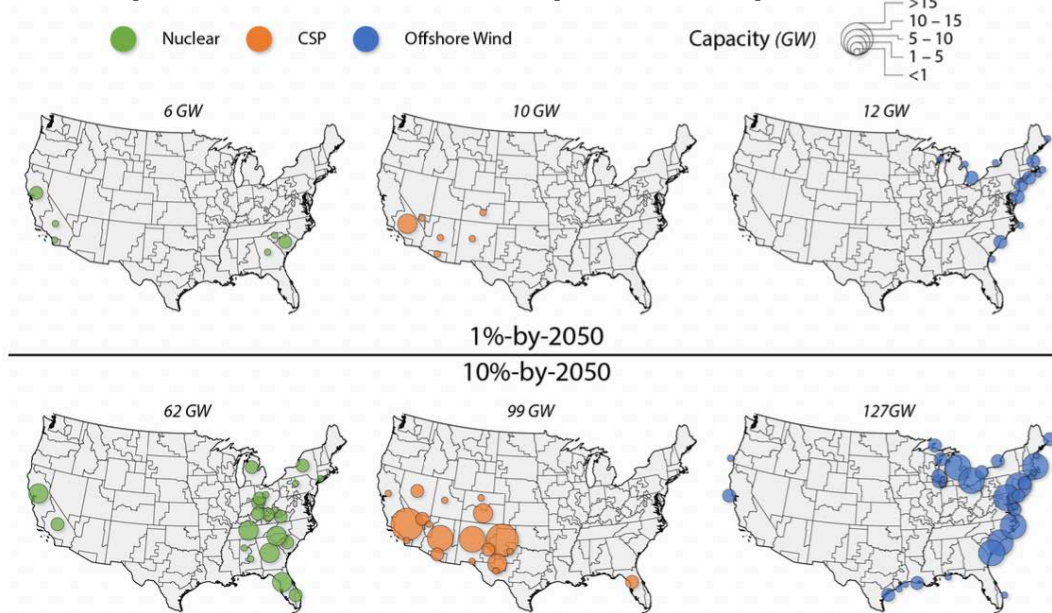 >15
Nuclear CSP Offshore Wind Capacity (GW) 10 – 15
5 – 10
1 – 5
<1
6 GW 10 GW 12 GW
1%-by-2050
10%-by-2050
62 GW 99 GW 127GW